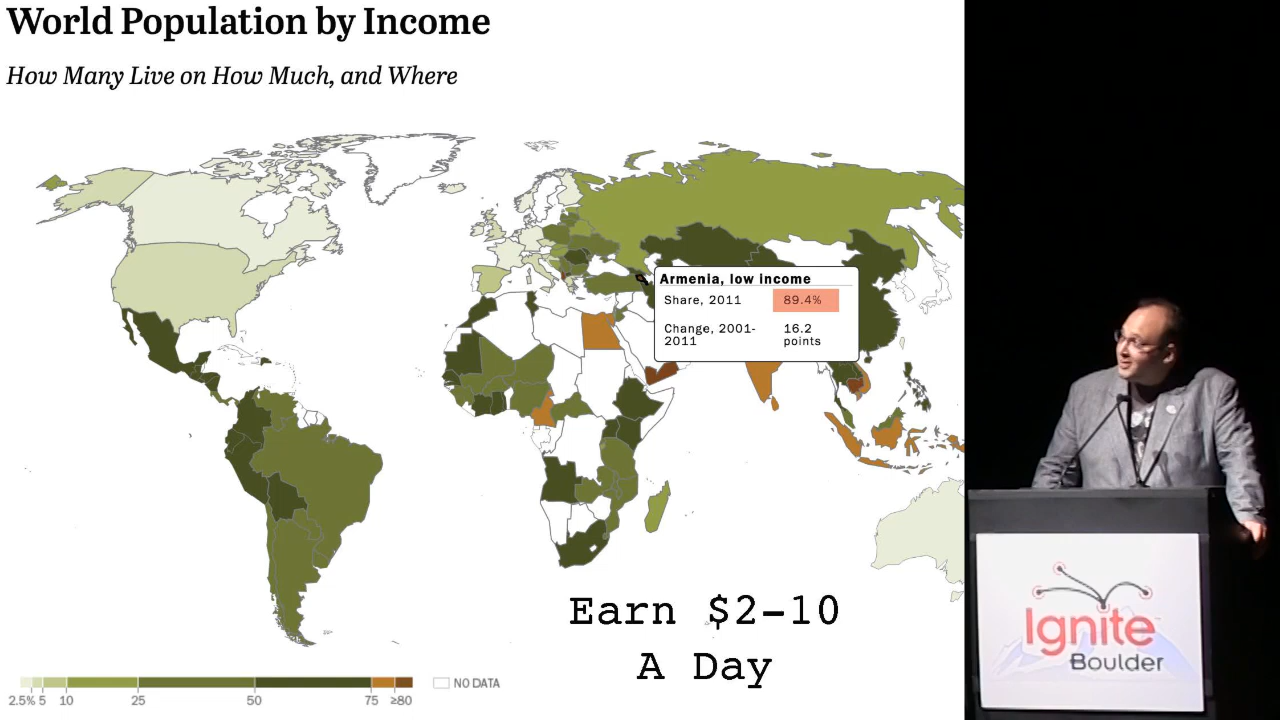 World Population by Income
How Many Live on How Much, and Where
Armenia, low income
Share, 2011 89.4%
Change, 2001-
2011
16.2
points
Earn $2-10
A Day
2.5% 5 10 25 50 75 ≥80
NO DATA
Ignite™
Boulder